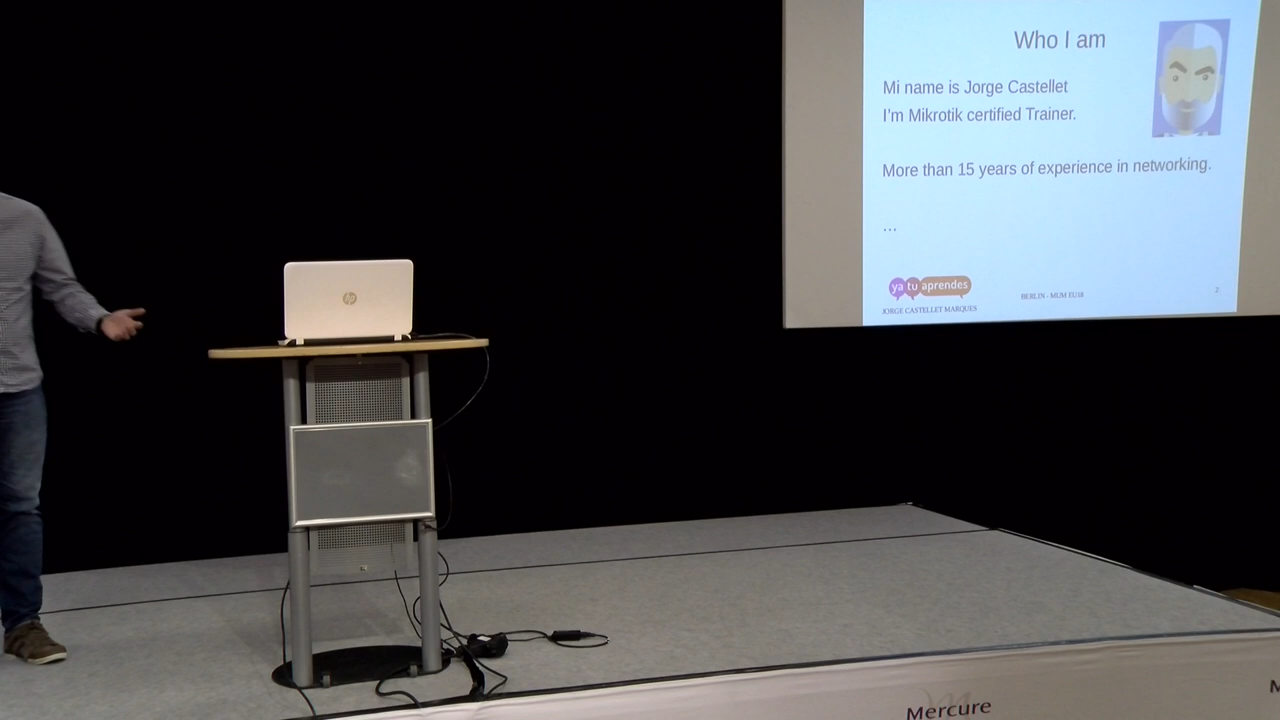 Who I am
Mi name is Jorge Castellet
I'm Mikrotik certified Trainer.
More than 15 years of experience in networking.
...
ya tu aprendes
JORGE CASTELLET MARQUES
BERLIN - MUM EU18
hp
Mercure
M